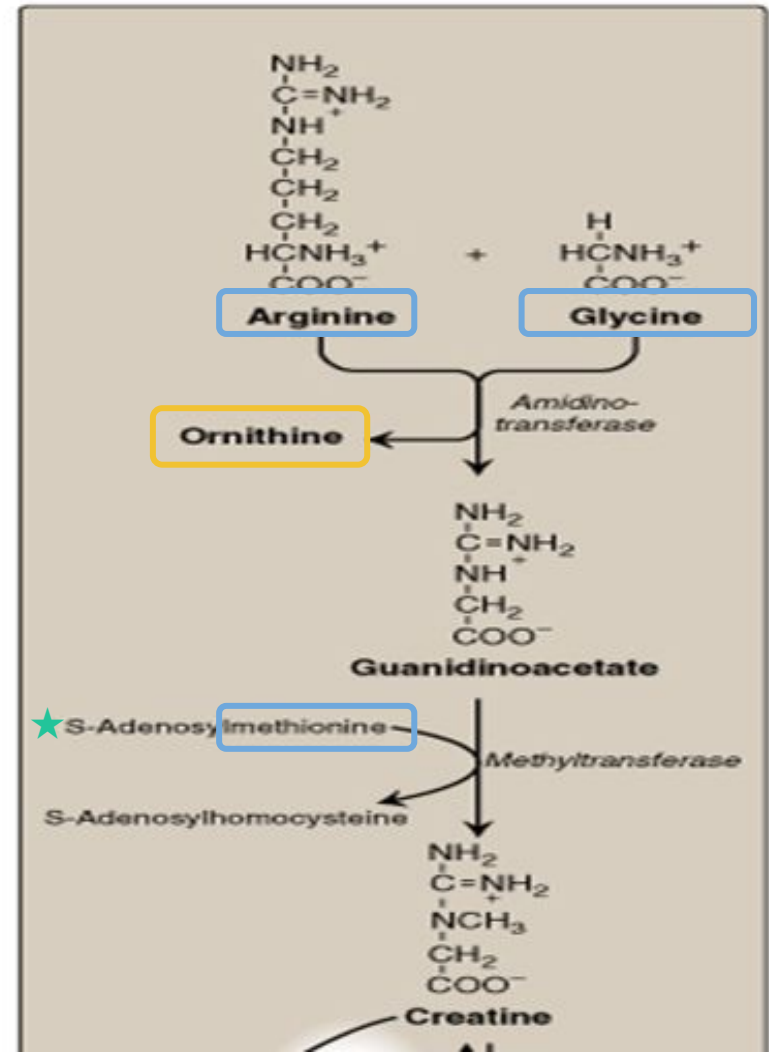 NH2
C=NH2
+
NH
CH2
CH2
CH2
HCNH3+
COO−
Arginine
+
H
HCNH3+
COO−
Glycine
Amidino-
transferase
Ornithine
NH2
C=NH2
+
NH
CH2
COO−
Guanidinoacetate
S-Adenosylmethionine
Methyltransferase
S-Adenosylhomocysteine
NH2
C=NH2
+
NCH3
CH2
COO−
Creatine